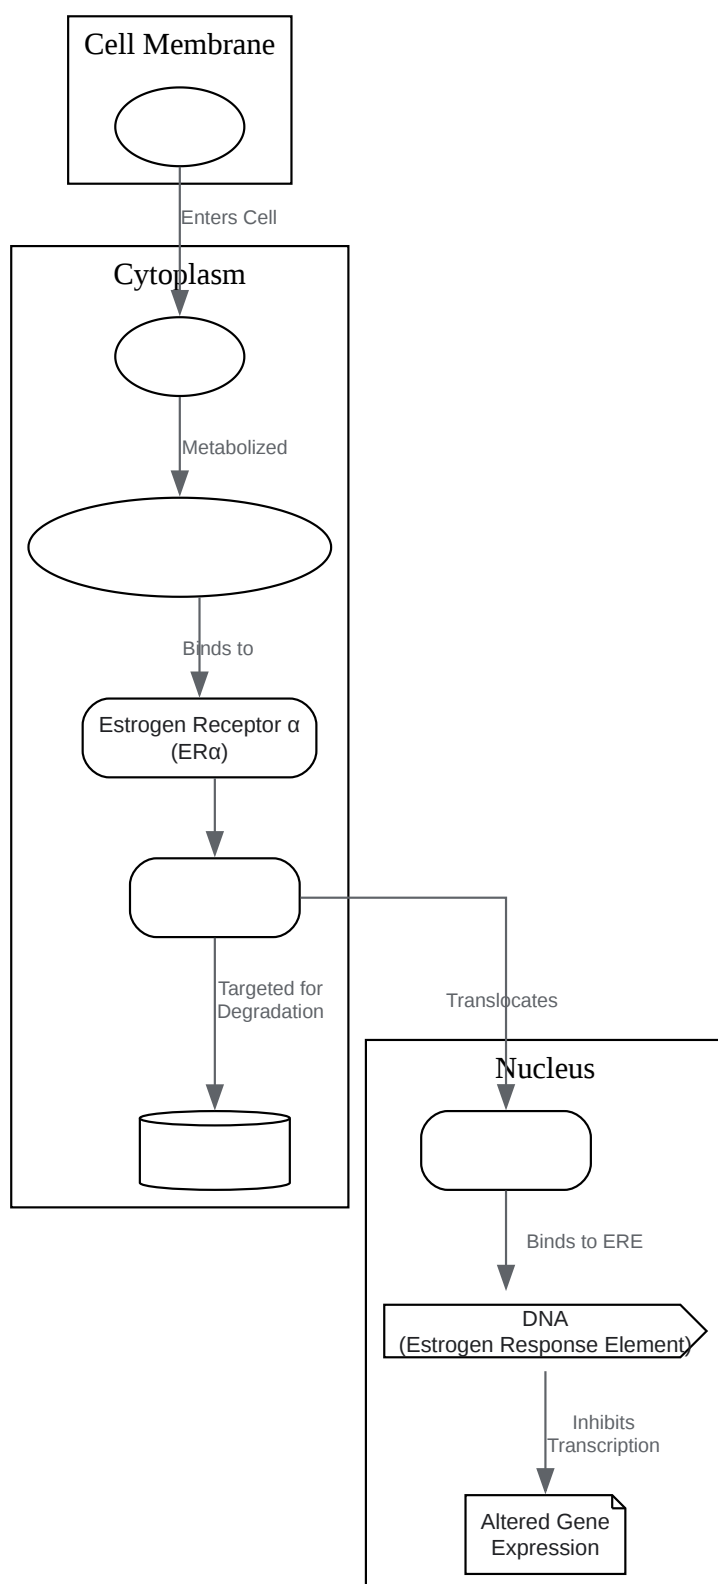 Cell Membrane
Enters Cell
Cytoplasm
Metabolized
Binds to
Estrogen Receptor α
(ERα)
Targeted for
Degradation
Translocates
Nucleus
Binds to ERE
DNA
(Estrogen Response Element)
Inhibits
Transcription
Altered Gene
Expression